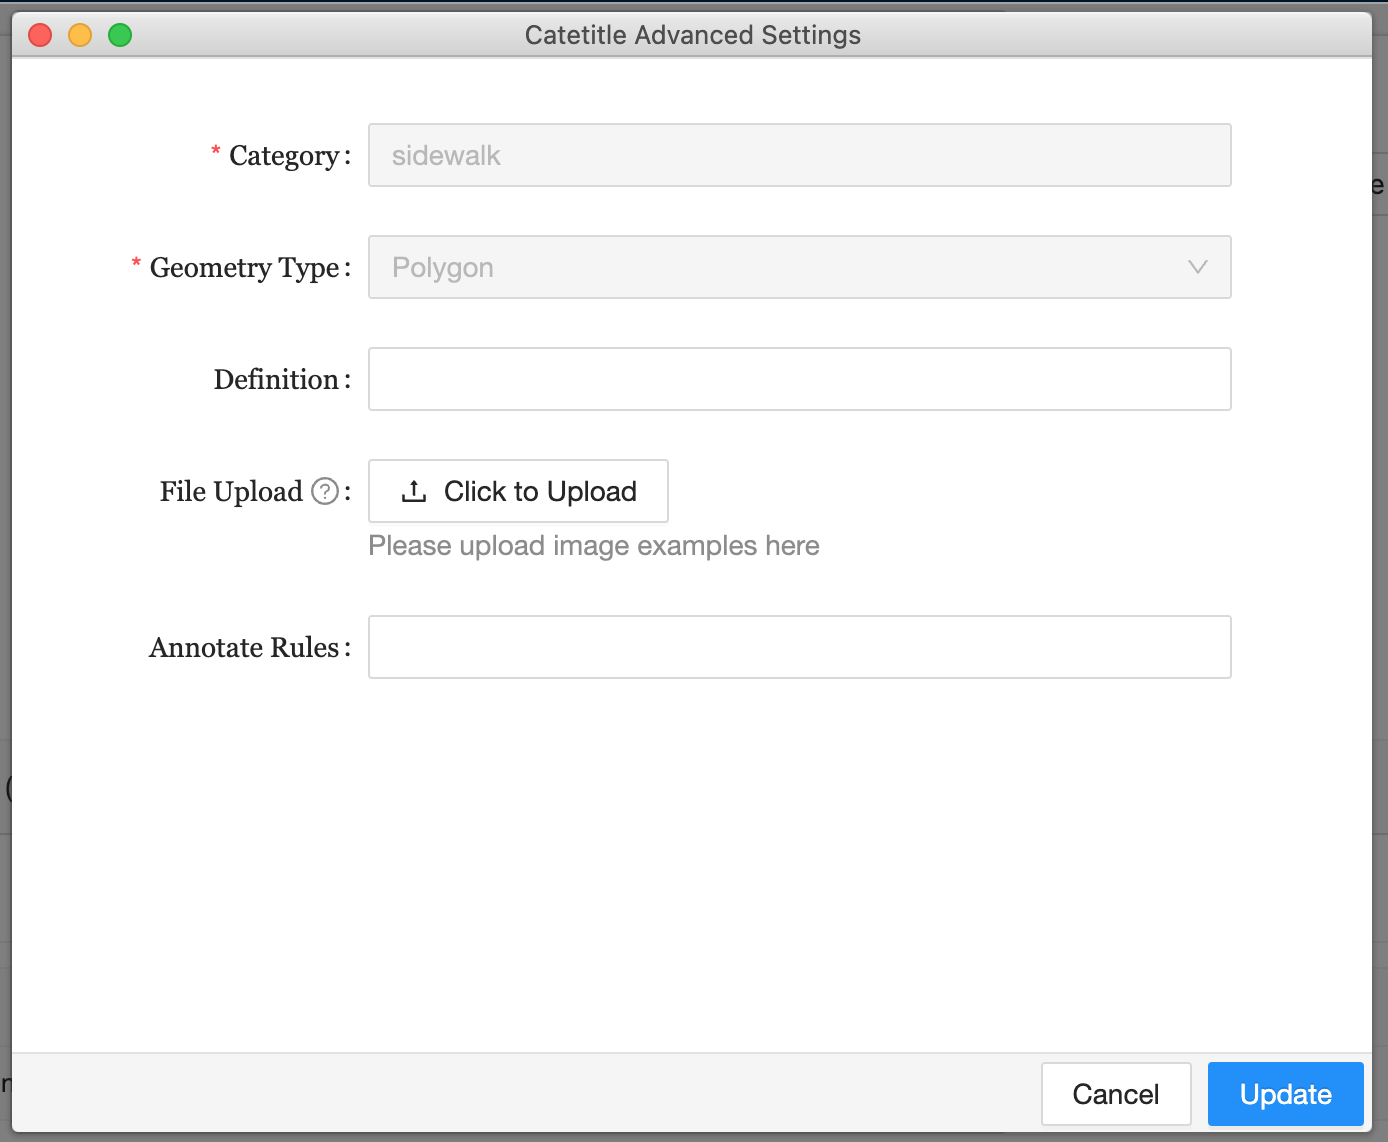 Catetitle Advanced Settings
* Category:
sidewalk
* Geometry Type:
Polygon
Definition:
File Upload ? :
Click to Upload
Please upload image examples here
Annotate Rules:
Cancel
Update